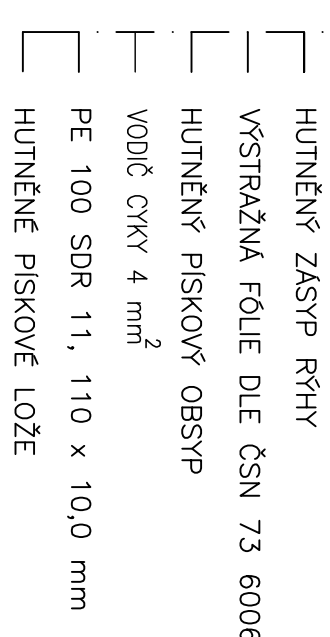 HUTNĚNÝ ZÁSYP RÝHY
VÝSTRAŽNÁ FÓLIE DLE ČSN 73 6006
HUTNĚNÝ PÍSKOVÝ OBSYP
VODIČ CYKY 4 mm²
PE 100 SDR 11, 110 x 10,0 mm
HUTNĚNÉ PÍSKOVÉ LOŽE